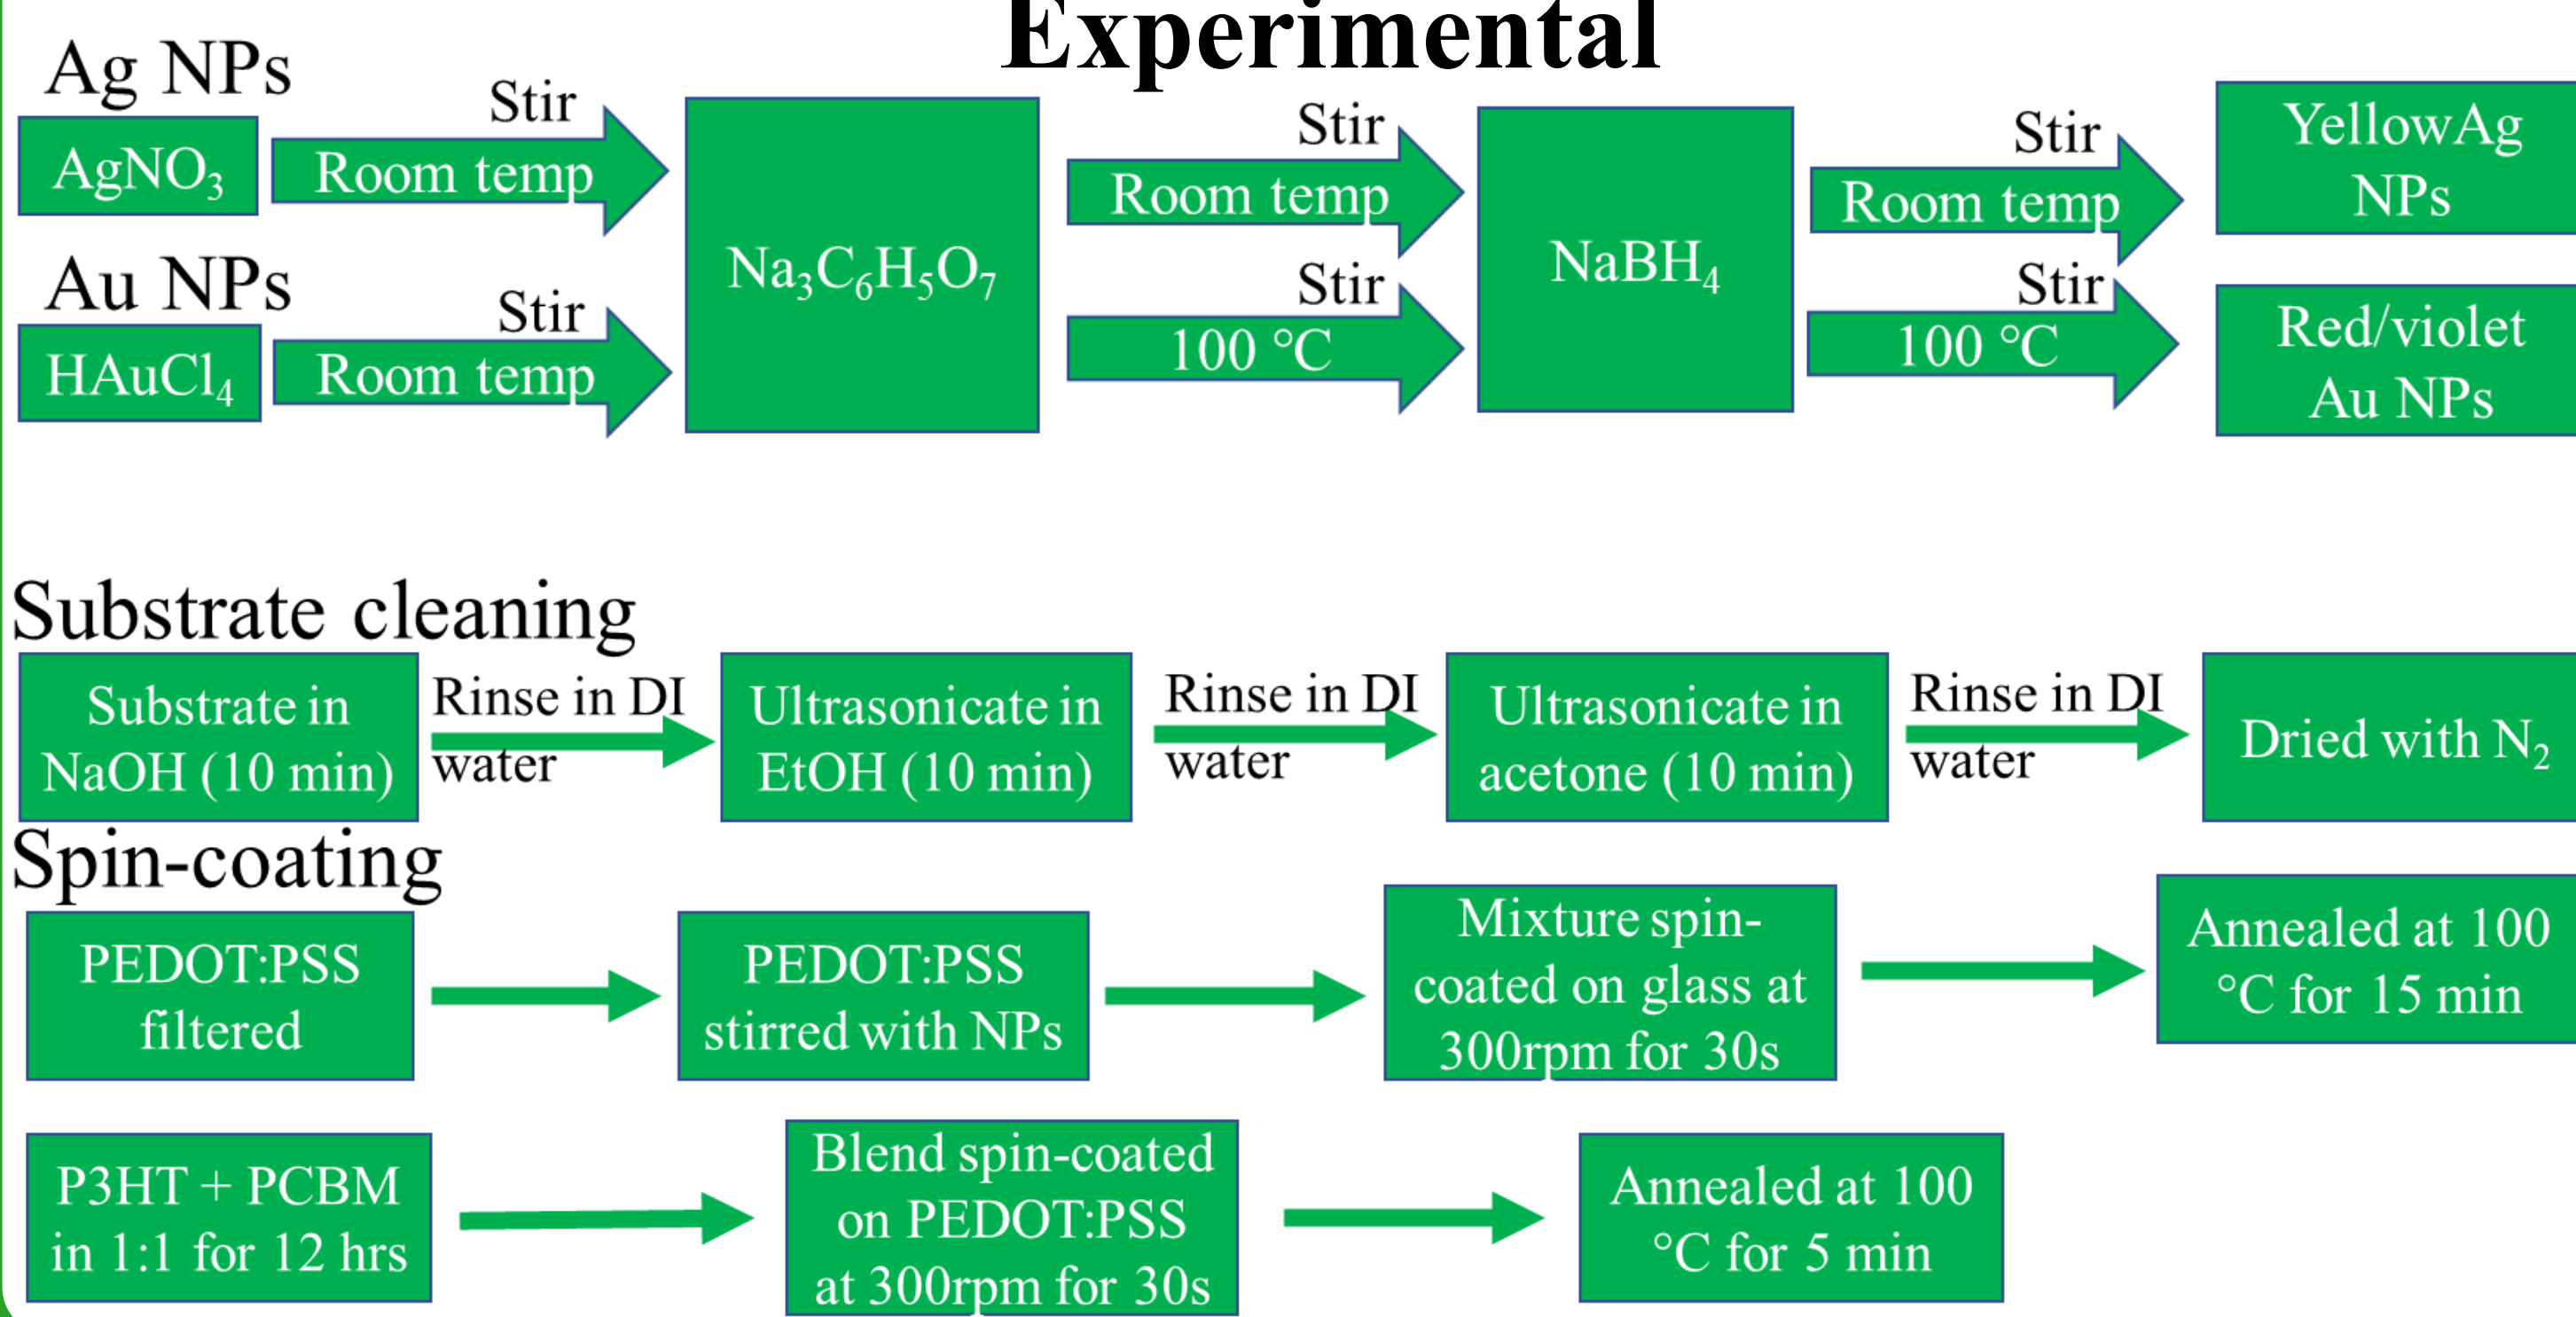 Experimental
Ag NPs
AgNO₃
Stir
Room temp
Na₃C₆H₅O₇
Stir
Room temp
NaBH₄
Stir
Room temp
YellowAg
NPs
Au NPs
HAuCl₄
Stir
Room temp
Stir
100 °C
Stir
100 °C
Red/violet
Au NPs
Substrate cleaning
Substrate in
NaOH (10 min)
Rinse in DI
water
Ultrasonicate in
EtOH (10 min)
Rinse in DI
water
Ultrasonicate in
acetone (10 min)
Rinse in DI
water
Dried with N₂
Spin-coating
PEDOT:PSS
filtered
PEDOT:PSS
stirred with NPs
Mixture spin-
coated on glass at
300rpm for 30s
Annealed at 100
°C for 15 min
P3HT + PCBM
in 1:1 for 12 hrs
Blend spin-coated
on PEDOT:PSS
at 300rpm for 30s
Annealed at 100
°C for 5 min